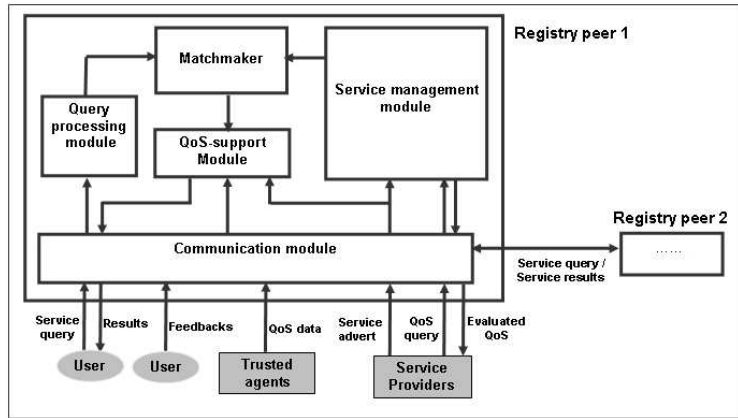 Registry peer 1
Matchmaker
Service management
module
Query
processing
module
QoS-support
Module
Registry peer 2
Communication module
......
Service query /
Service results
Service
query
Results
Feedbacks
QoS data
Service
advert
QoS
query
Evaluated
QoS
User
User
Trusted
agents
Service
Providers